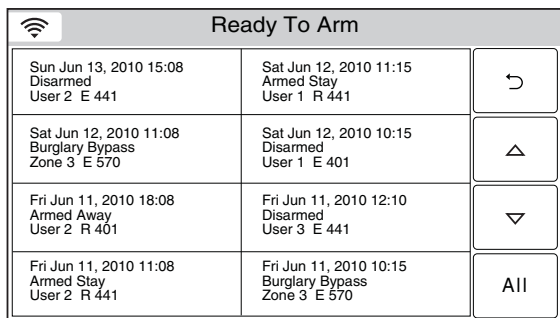 Ready To Arm
Sun Jun 13, 2010 15:08
Disarmed
User 2 E 441
Sat Jun 12, 2010 11:15
Armed Stay
User 1 R 441
Sat Jun 12, 2010 11:08
Burglary Bypass
Zone 3 E 570
Sat Jun 12, 2010 10:15
Disarmed
User 1 E 401
Fri Jun 11, 2010 18:08
Armed Away
User 2 R 401
Fri Jun 11, 2010 12:10
Disarmed
User 3 E 441
Fri Jun 11, 2010 11:08
Armed Stay
User 2 R 441
Fri Jun 11, 2010 10:15
Burglary Bypass
Zone 3 E 570
All